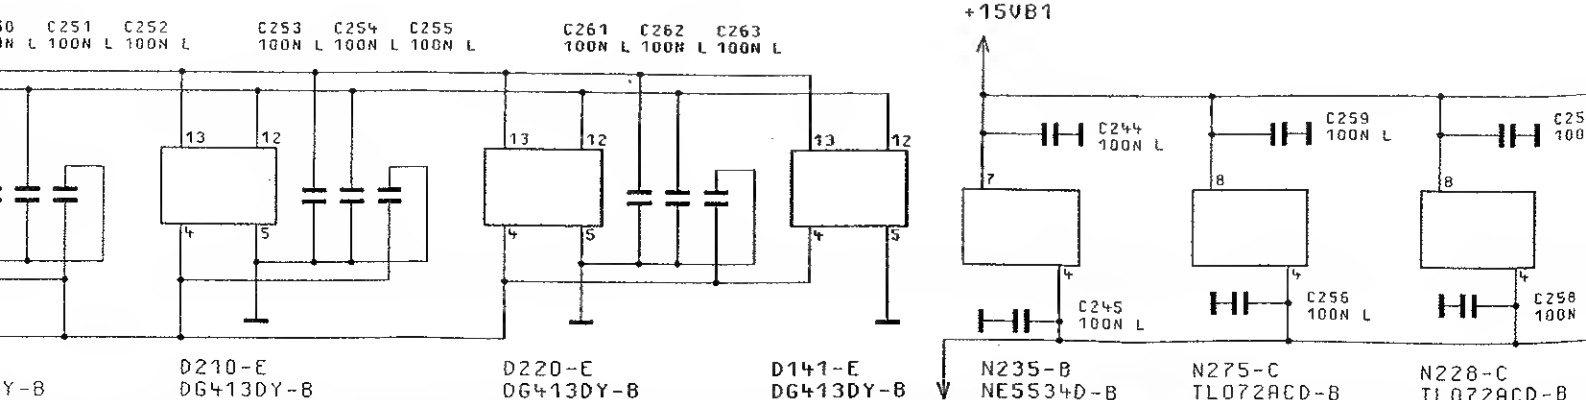 C251 C252
100N L 100N L
C253 C254 C255
100N L 100N L 100N L
C261 C262 C263
100N L 100N L 100N L
+15VB1
13 12
4 5
13 12
4 5
13 12
4 5
C244
100N L
7
4
C245
100N L
C259
100N L
8
4
C256
100N L
8
4
C258
100N
D210-E
DG413DY-B
D220-E
DG413DY-B
D141-E
DG413DY-B
N235-B
NE5534D-B
N275-C
TL072ACD-B
N228-C
TL072ACD-B